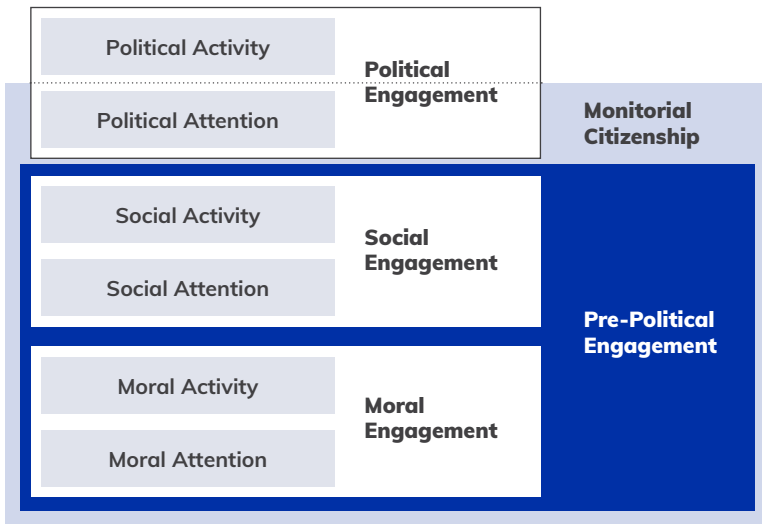 Political Activity
Political
Engagement
Political Attention
Monitorial
Citizenship
Social Activity
Social
Engagement
Social Attention
Pre-Political
Engagement
Moral Activity
Moral
Engagement
Moral Attention